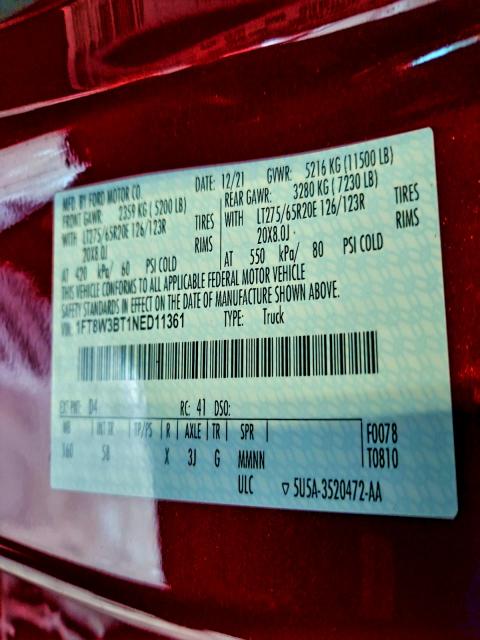 MFD. BY FORD MOTOR CO. DATE: 12/21 GVWR: 5216 KG (11500 LB)
FRONT GAWR: 2359 KG (5200 LB) REAR GAWR: 3280 KG (7230 LB)
WITH LT275/65R20E 126/123R TIRES WITH LT275/65R20E 126/123R TIRES
20X8.0J RIMS 20X8.0J RIMS
AT 420 kPa/ 60 PSI COLD AT 550 kPa/ 80 PSI COLD
THIS VEHICLE CONFORMS TO ALL APPLICABLE FEDERAL MOTOR VEHICLE
SAFETY STANDARDS IN EFFECT ON THE DATE OF MANUFACTURE SHOWN ABOVE.
VIN: 1FT8W3BT1NED11361 TYPE: Truck
EXT PNT: D4 RC: 41 DSO:
WB INT TR TP/PS R AXLE TR SPR F0078
160 5B X 3J G MMNN T0810
ULC ▽ 5U5A-3520472-AA